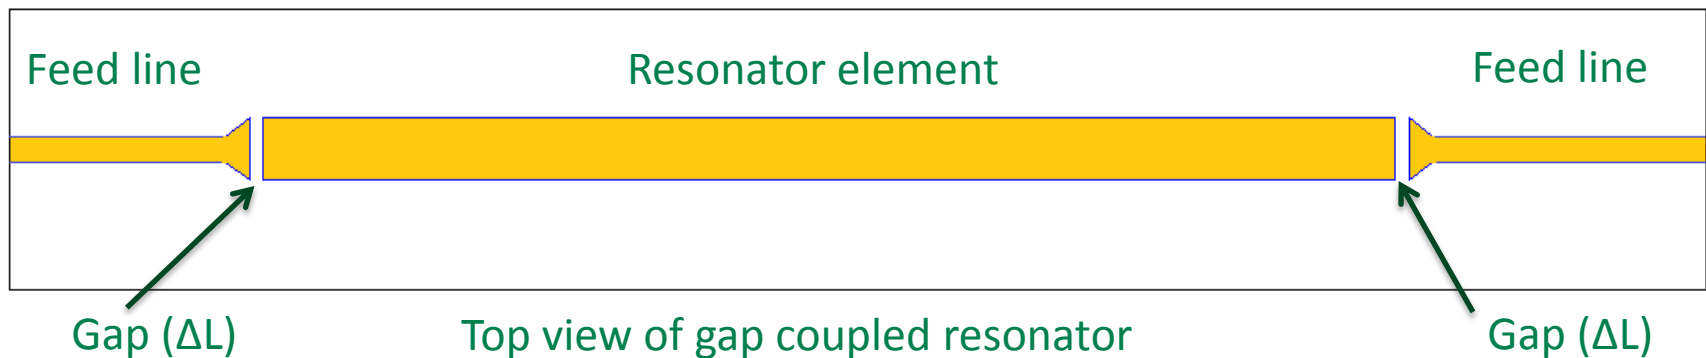 Feed line
Resonator element
Feed line
Gap (ΔL)
Top view of gap coupled resonator
Gap (ΔL)